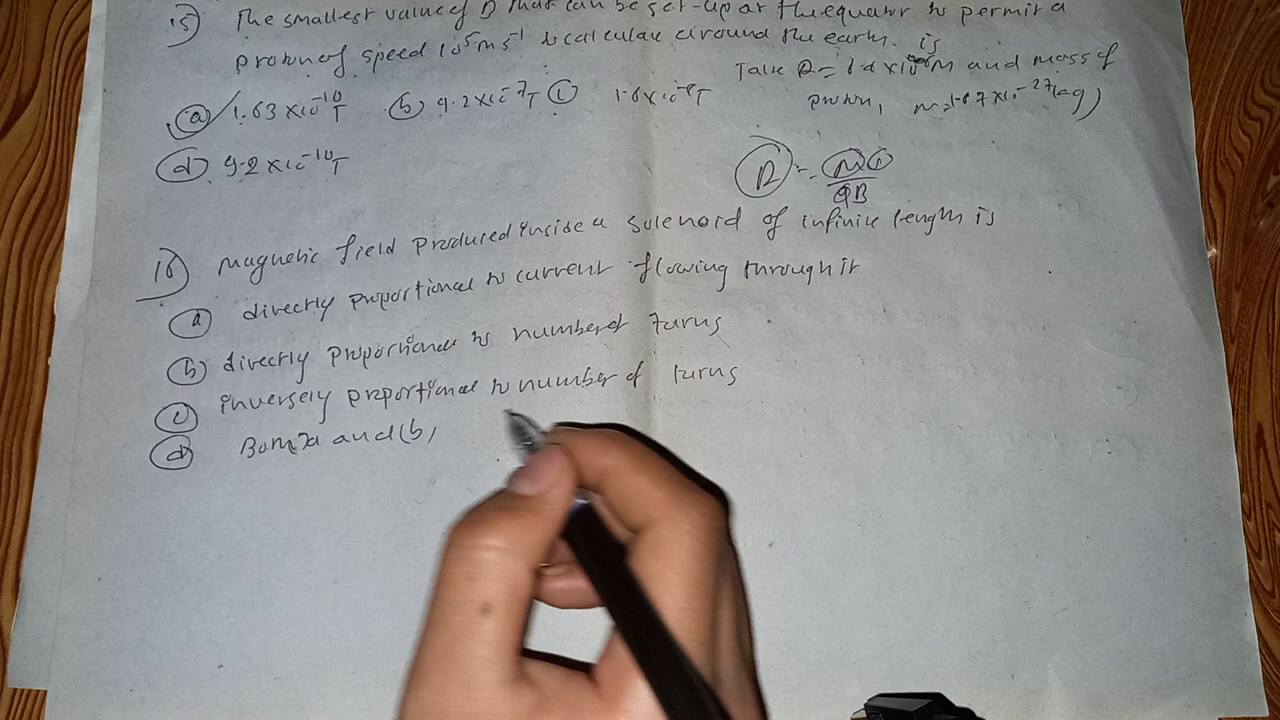 15) The smallest value of B that can be set-up at the equator to permit a
proton of speed 10⁵ms⁻¹ to calculate around the earth. is
Take R = 6.4 × 10⁶m and mass of
(a) 1.63 × 10⁻¹⁰T (b) 9.2 × 10⁻⁷T (c) 1.6 × 10⁻⁸T proton, m = 1.67 × 10⁻²⁷kg)
(d) 9.2 × 10⁻¹⁰T
R = mv
qB
16) magnetic field produced inside a solenoid of infinite length is
(a) directly proportional to current flowing through it
(b) directly proportional to number of turns
(c) inversely proportional to number of turns
(d) Both a and (b)